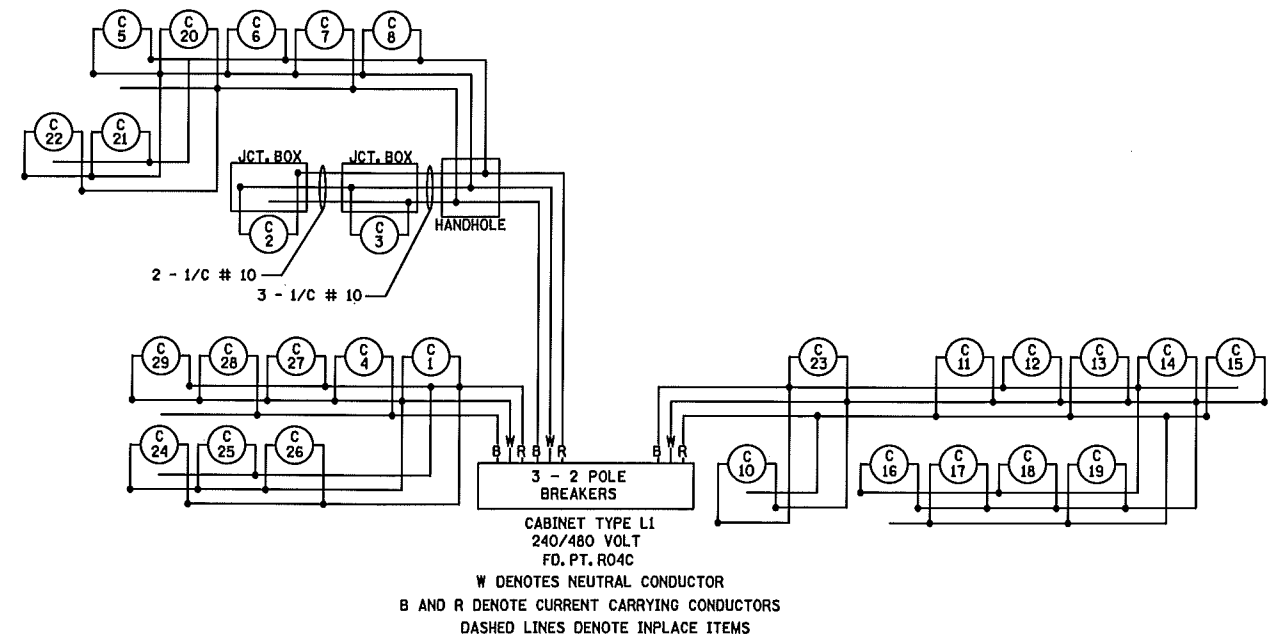 C 5
C 20
C 6
C 7
C 8
C 22
C 21
JCT. BOX
JCT. BOX
C 2
C 3
HANDHOLE
2 - 1/C # 10
3 - 1/C # 10
C 29
C 28
C 27
C 4
C 1
C 23
C 11
C 12
C 13
C 14
C 15
C 24
C 25
C 26
B W R B W R
B W R
C 10
C 16
C 17
C 18
C 19
3 - 2 POLE
BREAKERS
CABINET TYPE L1
240/480 VOLT
FD. PT. R04C
W DENOTES NEUTRAL CONDUCTOR
B AND R DENOTE CURRENT CARRYING CONDUCTORS
DASHED LINES DENOTE INPLACE ITEMS